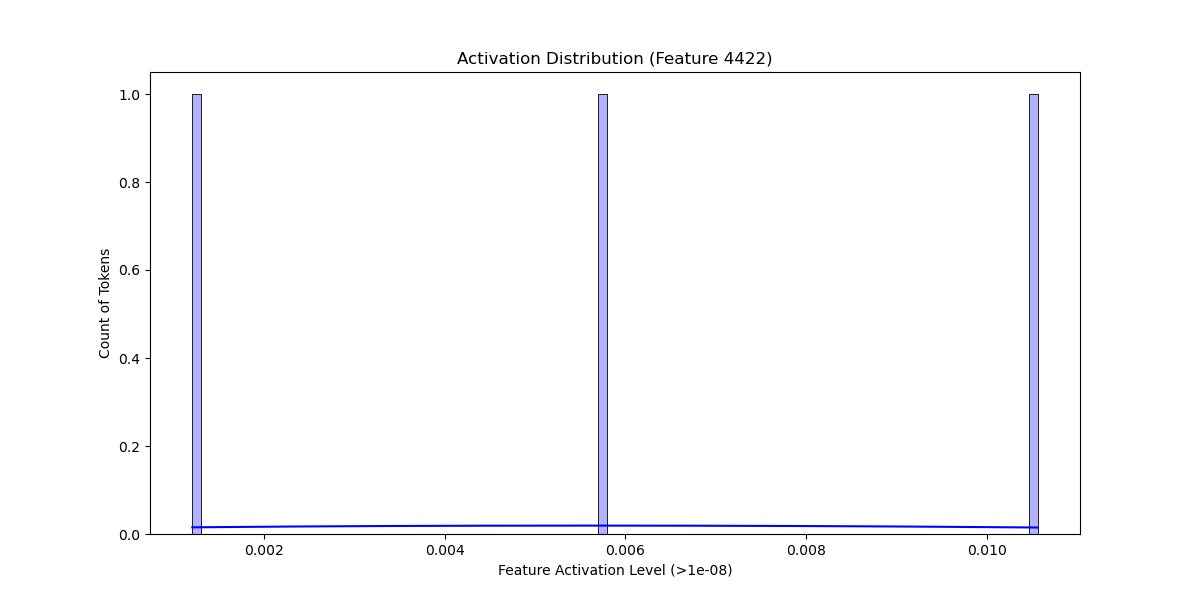 Activation Distribution (Feature 4422)
1.0
0.8
0.6
0.4
0.2
0.0
Count of Tokens
0.002 0.004 0.006 0.008 0.010
Feature Activation Level (>1e-08)